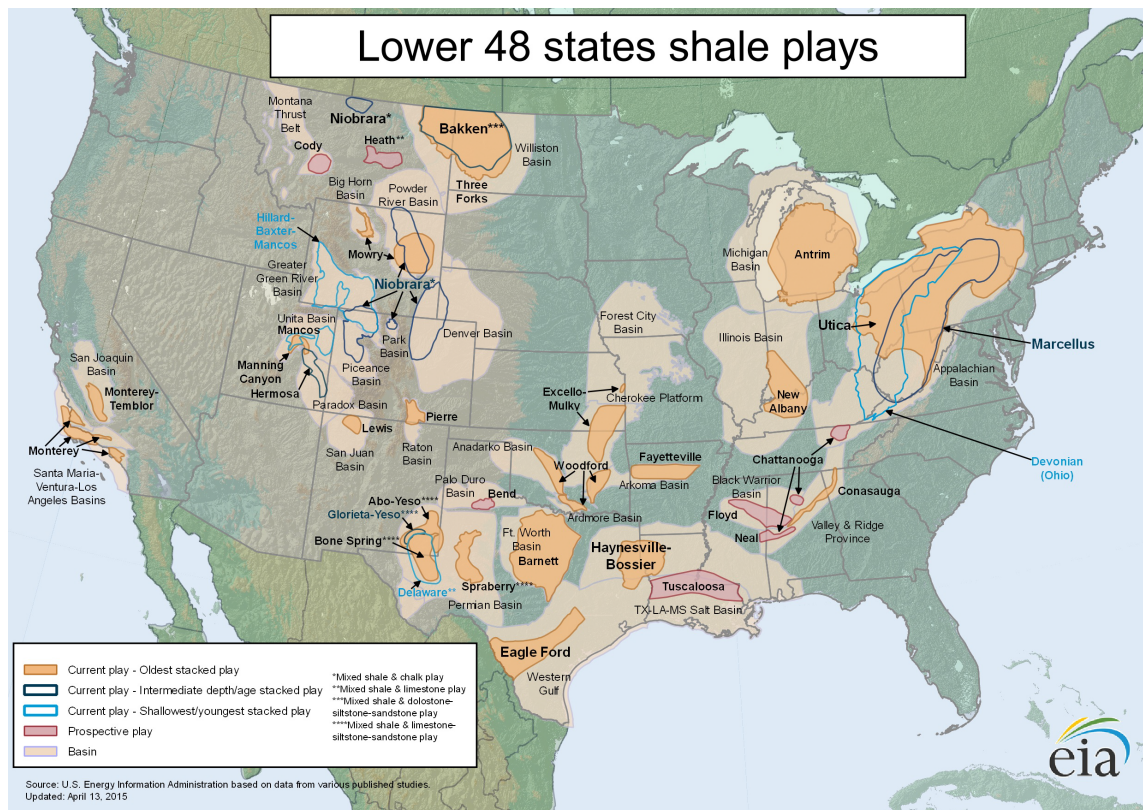 Lower 48 states shale plays
Montana
Thrust
Belt
Niobrara*
Bakken***
Cody
Heath**
Williston
Basin
Big Horn
Basin
Powder
River Basin
Three
Forks
Hillard-
Baxter-
Mancos
Mowry
Greater
Green River
Basin
Niobrara*
Michigan
Basin
Antrim
Unita Basin
Mancos
Park
Basin
Denver Basin
Forest City
Basin
Illinois Basin
Utica
Marcellus
San Joaquin
Basin
Manning
Canyon
Piceance
Basin
Hermosa
Appalachian
Basin
Monterey-
Temblor
Paradox Basin
Excello-
Mulky
Cherokee Platform
New
Albany
Pierre
Lewis
Monterey
San Juan
Basin
Raton
Basin
Anadarko Basin
Woodford
Fayetteville
Chattanooga
Devonian
(Ohio)
Santa Maria-
Ventura-Los
Angeles Basins
Palo Duro
Basin
Bend
Arkoma Basin
Black Warrior
Basin
Conasauga
Abo-Yeso****
Glorieta-Yeso****
Ardmore Basin
Floyd
Neal
Valley & Ridge
Province
Bone Spring****
Ft. Worth
Basin
Barnett
Haynesville-
Bossier
Delaware**
Spraberry****
Permian Basin
Tuscaloosa
TX-LA-MS Salt Basin
Eagle Ford
Western
Gulf
Current play - Oldest stacked play
Current play - Intermediate depth/age stacked play
Current play - Shallowest/youngest stacked play
Prospective play
Basin
*Mixed shale & chalk play
**Mixed shale & limestone play
***Mixed shale & dolostone-
siltstone-sandstone play
****Mixed shale & limestone-
siltstone-sandstone play
eia
Source: U.S. Energy Information Administration based on data from various published studies.
Updated: April 13, 2015